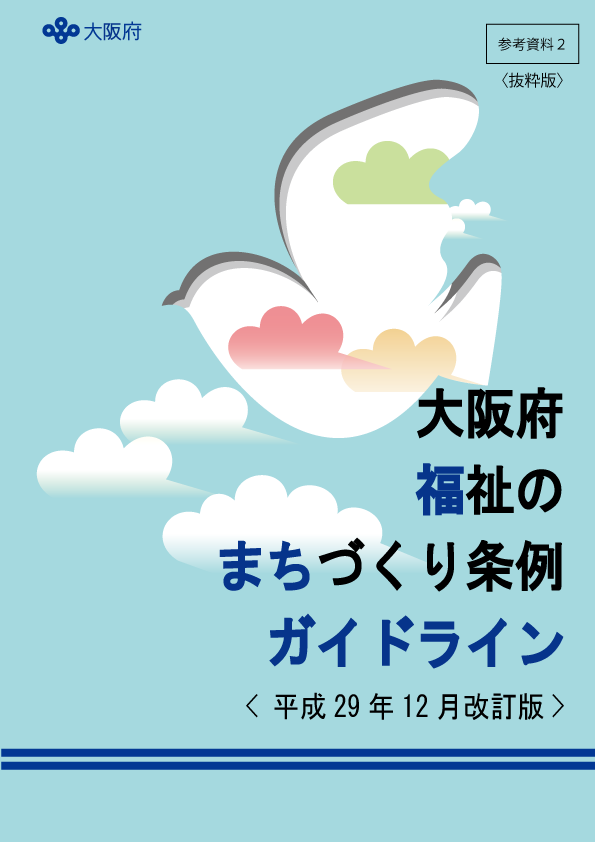 大阪府
参考資料2
〈抜粋版〉
大阪府
福祉の
まちづくり条例
ガイドライン
〈 平成 29 年 12 月改訂版 〉